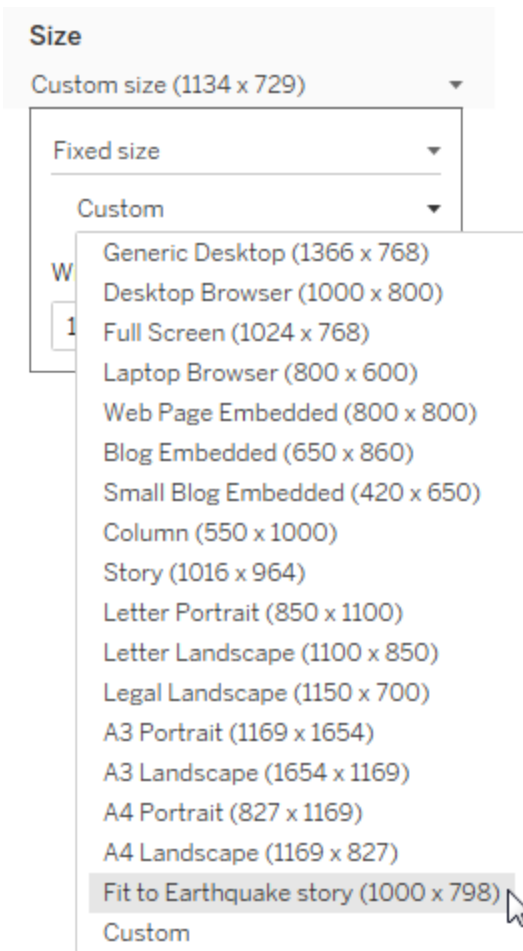 Size
Custom size (1134 x 729)
Fixed size
Custom
Generic Desktop (1366 x 768)
Desktop Browser (1000 x 800)
Full Screen (1024 x 768)
Laptop Browser (800 x 600)
Web Page Embedded (800 x 800)
Blog Embedded (650 x 860)
Small Blog Embedded (420 x 650)
Column (550 x 1000)
Story (1016 x 964)
Letter Portrait (850 x 1100)
Letter Landscape (1100 x 850)
Legal Landscape (1150 x 700)
A3 Portrait (1169 x 1654)
A3 Landscape (1654 x 1169)
A4 Portrait (827 x 1169)
A4 Landscape (1169 x 827)
Fit to Earthquake story (1000 x 798)
Custom